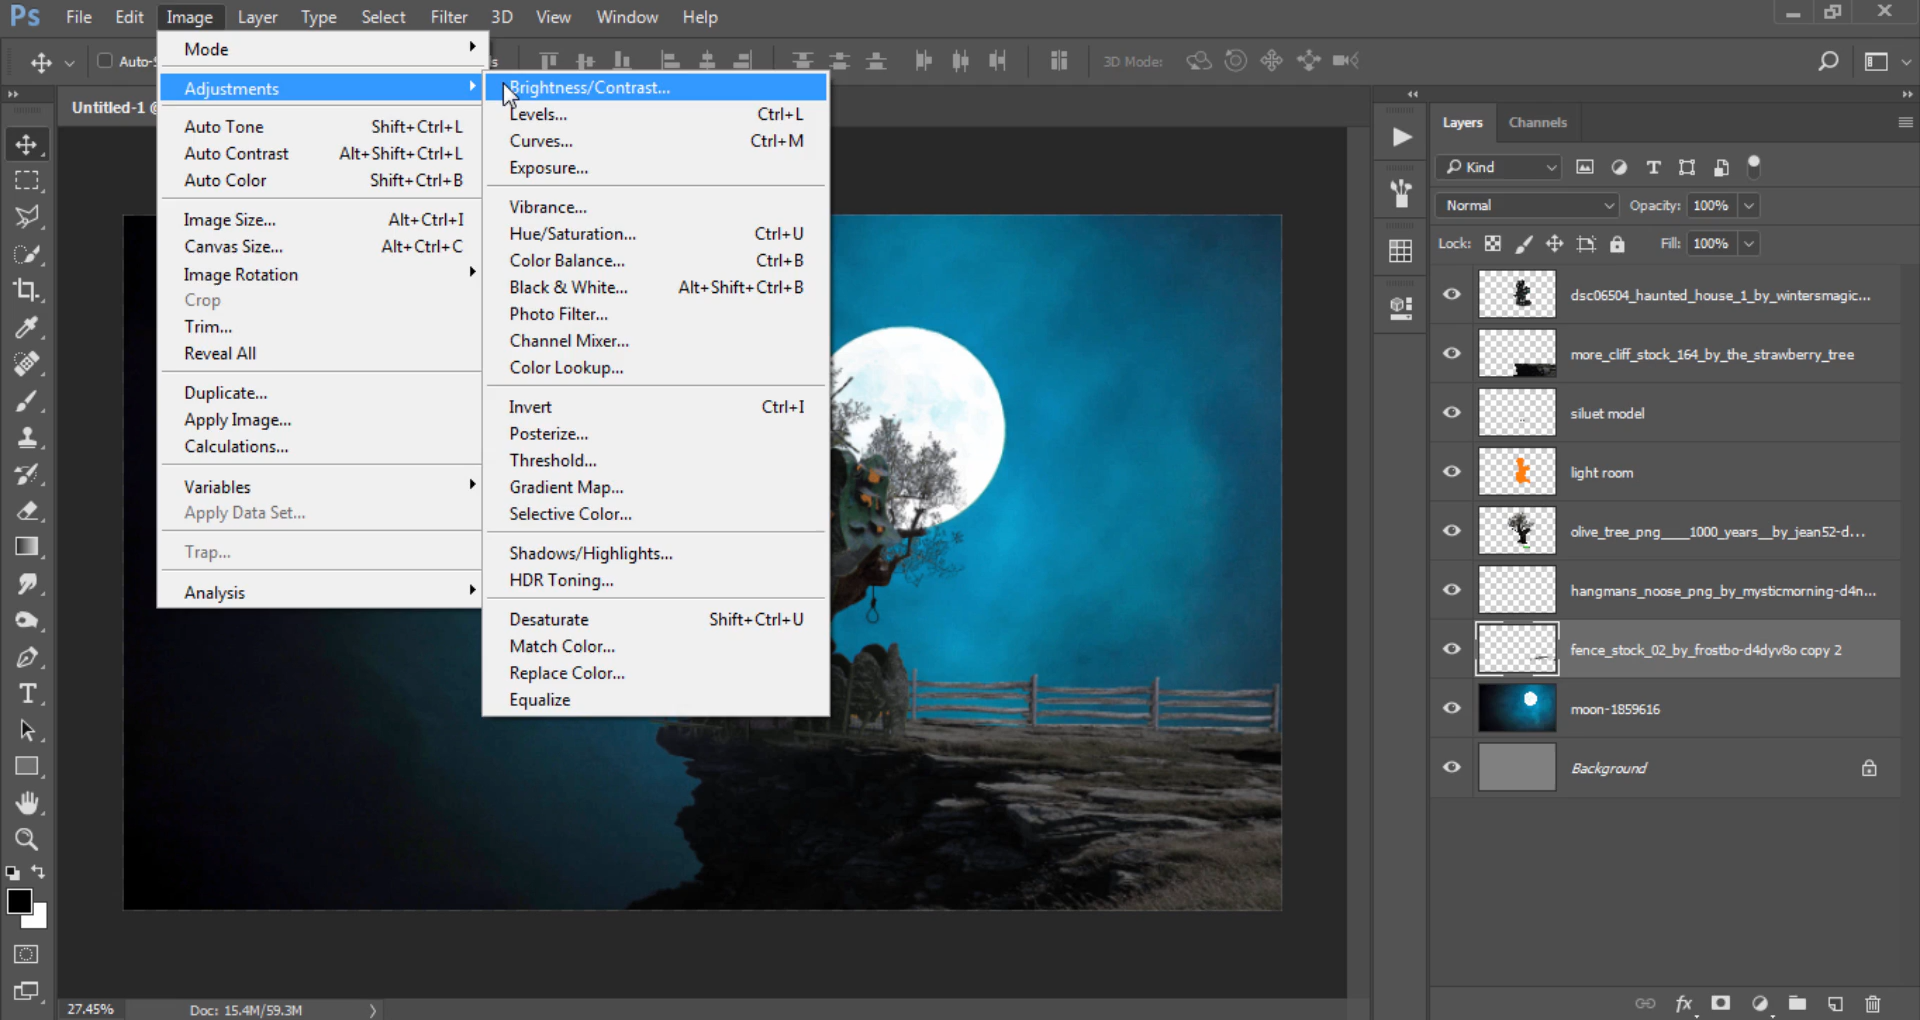 Ps File Edit Image Layer Type Select Filter 3D View Window Help
3D Mode:
Untitled-1 @
Mode
Adjustments
Auto Tone Shift+Ctrl+L
Auto Contrast Alt+Shift+Ctrl+L
Auto Color Shift+Ctrl+B
Image Size... Alt+Ctrl+I
Canvas Size... Alt+Ctrl+C
Image Rotation
Crop
Trim...
Reveal All
Duplicate...
Apply Image...
Calculations...
Variables
Apply Data Set...
Trap...
Analysis
Brightness/Contrast...
Levels... Ctrl+L
Curves... Ctrl+M
Exposure...
Vibrance...
Hue/Saturation... Ctrl+U
Color Balance... Ctrl+B
Black & White... Alt+Shift+Ctrl+B
Photo Filter...
Channel Mixer...
Color Lookup...
Invert Ctrl+I
Posterize...
Threshold...
Gradient Map...
Selective Color...
Shadows/Highlights...
HDR Toning...
Desaturate Shift+Ctrl+U
Match Color...
Replace Color...
Equalize
Layers Channels
Kind
Normal Opacity: 100%
Lock: Fill: 100%
dsc06504_haunted_house_1_by_wintersmagic...
more_cliff_stock_164_by_the_strawberry_tree
siluet model
light room
olive_tree_png____1000_years__by_jean52-d...
hangmans_noose_png_by_mysticmorning-d4n...
fence_stock_02_by_frostbo-d4dyv8o copy 2
moon-1859616
Background
27.45% Doc: 15.4M/59.3M